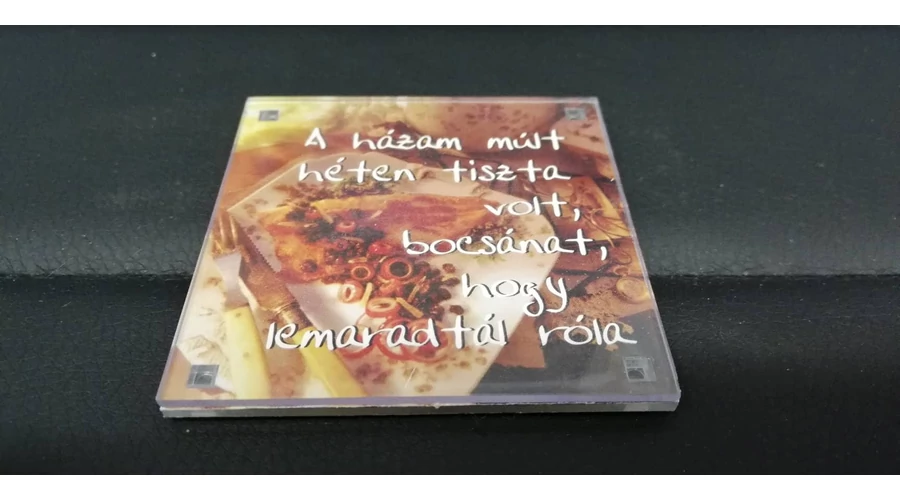 A házam múlt
héten tiszta
volt,
bocsánat,
hogy
lemaradtál róla